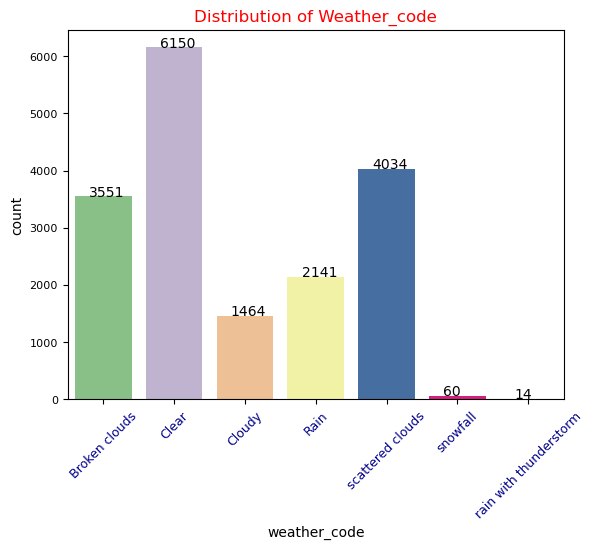 Distribution of Weather_code
6150
6000
5000
4034
4000
3551
3000
2141
2000
1464
1000
60
14
0
count
Broken clouds
Clear
Cloudy
Rain
scattered clouds
snowfall
rain with thunderstorm
weather_code